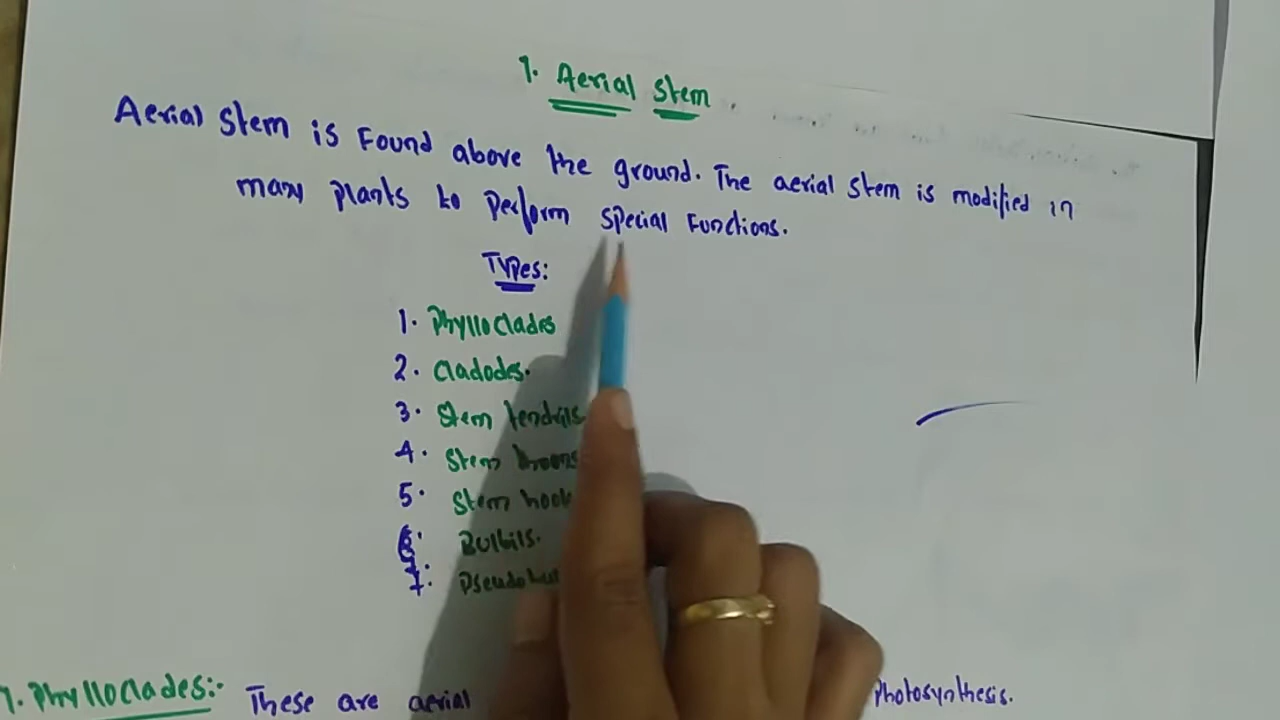 1. Aerial Stem.
Aerial Stem is Found above the ground. The aerial stem is modified in
many plants to perform special Functions.
Types:
1. Phylloclades
2. Cladodes.
3. Stem tendrils
4. Stem
5. Stem
6. Bulbils.
7.
1. Phylloclades:- These are aerial photosynthesis.